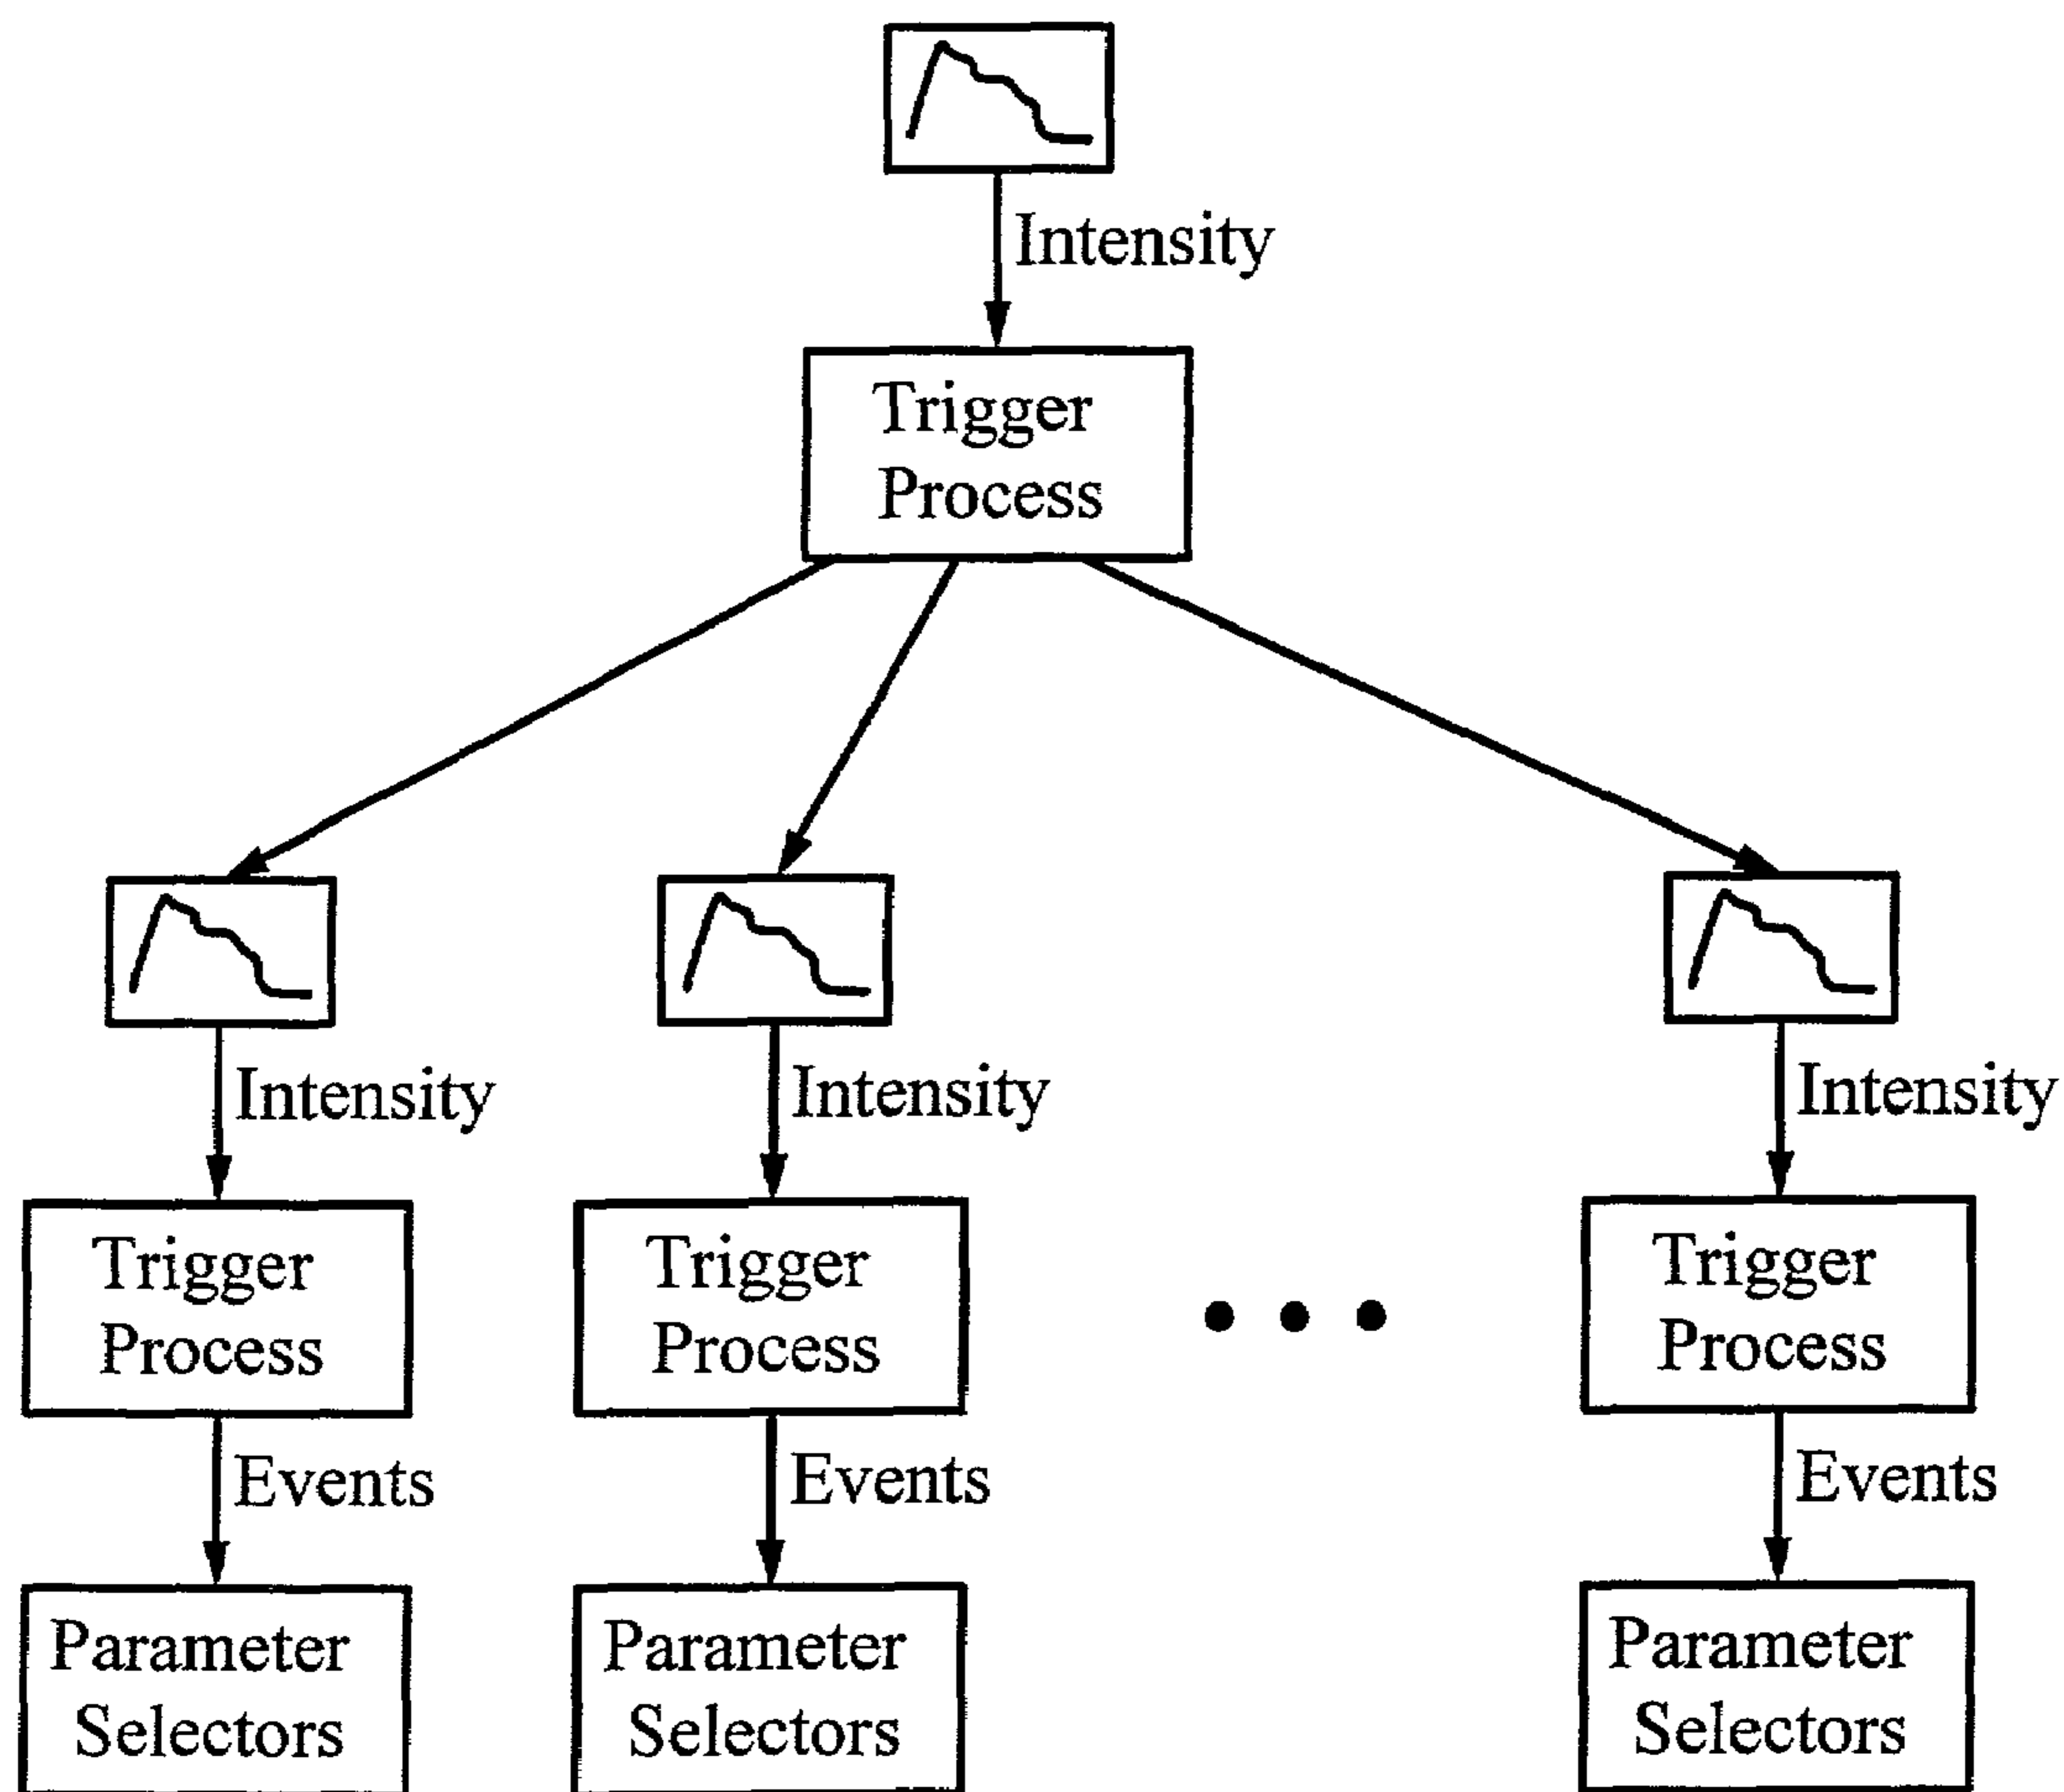 Intensity
Trigger
Process
Intensity
Intensity
Intensity
Trigger
Process
Trigger
Process
Trigger
Process
Events
Events
Events
Parameter
Selectors
Parameter
Selectors
Parameter
Selectors